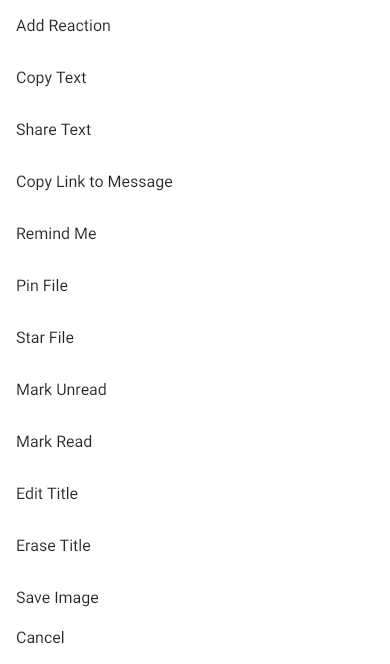 Add Reaction
Copy Text
Share Text
Copy Link to Message
Remind Me
Pin File
Star File
Mark Unread
Mark Read
Edit Title
Erase Title
Save Image
Cancel